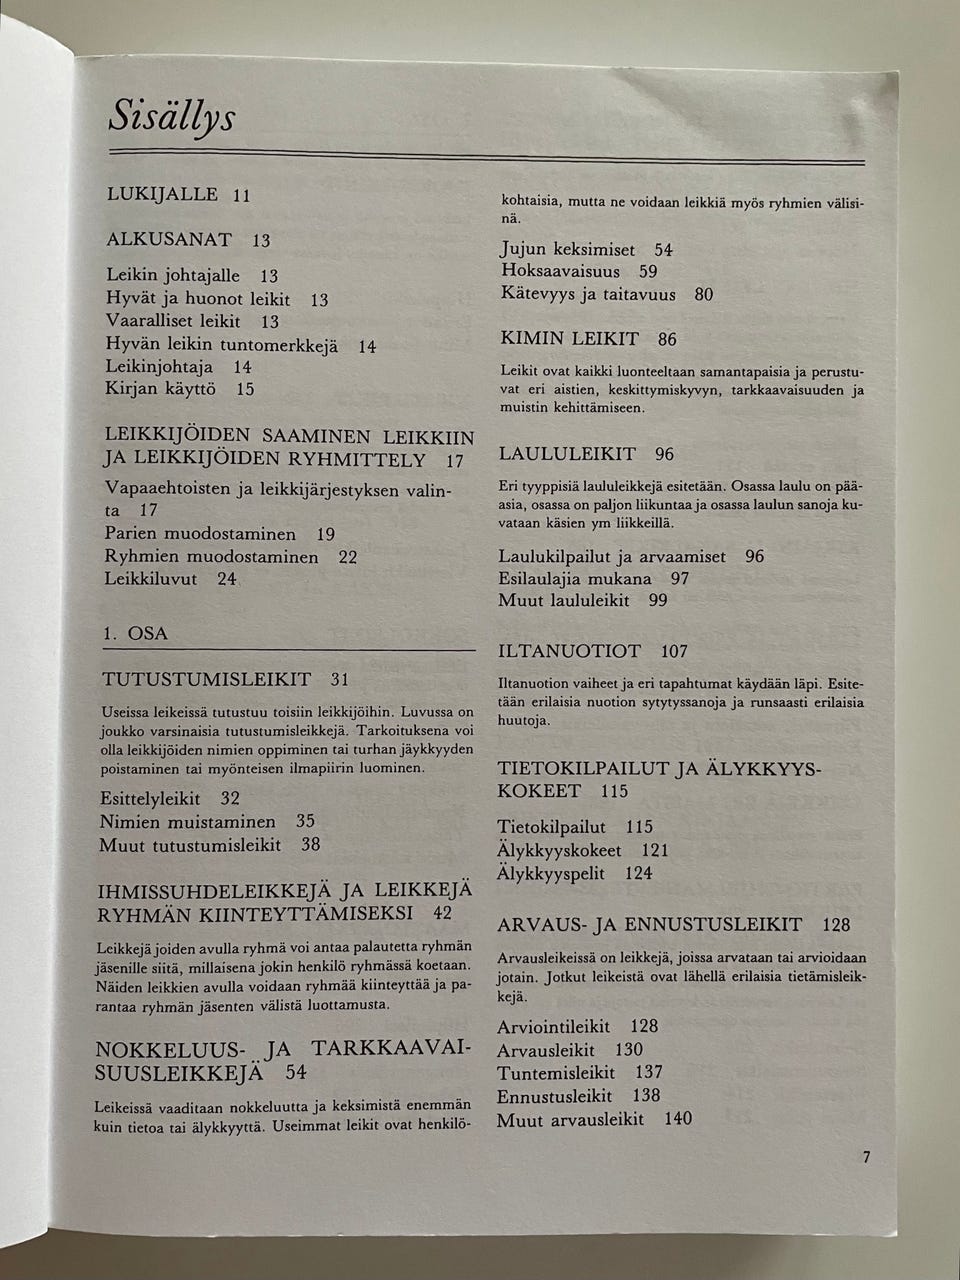 Sisällys
LUKIJALLE 11
ALKUSANAT 13
Leikin johtajalle 13
Hyvät ja huonot leikit 13
Vaaralliset leikit 13
Hyvän leikin tuntomerkkejä 14
Leikinjohtaja 14
Kirjan käyttö 15
LEIKKIJÖIDEN SAAMINEN LEIKKIIN
JA LEIKKIJÖIDEN RYHMITTELY 17
Vapaaehtoisten ja leikkijärjestyksen valin-
ta 17
Parien muodostaminen 19
Ryhmien muodostaminen 22
Leikkiluvut 24
1. OSA
TUTUSTUMISLEIKIT 31
Useissa leikeissä tutustuu toisiin leikkijöihin. Luvussa on
joukko varsinaisia tutustumisleikkejä. Tarkoituksena voi
olla leikkijöiden nimien oppiminen tai turhan jäykkyyden
poistaminen tai myönteisen ilmapiirin luominen.
Esittelyleikit 32
Nimien muistaminen 35
Muut tutustumisleikit 38
IHMISSUHDELEIKKEJÄ JA LEIKKEJÄ
RYHMÄN KIINTEYTTÄMISEKSI 42
Leikkejä joiden avulla ryhmä voi antaa palautetta ryhmän
jäsenille siitä, millaisena jokin henkilö ryhmässä koetaan.
Näiden leikkien avulla voidaan ryhmää kiinteyttää ja pa-
rantaa ryhmän jäsenten välistä luottamusta.
NOKKELUUS- JA TARKKAAVAI-
SUUSLEIKKEJÄ 54
Leikeissä vaaditaan nokkeluutta ja keksimistä enemmän
kuin tietoa tai älykkyyttä. Useimmat leikit ovat henkilö-
kohtaisia, mutta ne voidaan leikkiä myös ryhmien välisi-
nä.
Jujun keksimiset 54
Hoksaavaisuus 59
Kätevyys ja taitavuus 80
KIMIN LEIKIT 86
Leikit ovat kaikki luonteeltaan samantapaisia ja perustu-
vat eri aistien, keskittymiskyvyn, tarkkaavaisuuden ja
muistin kehittämiseen.
LAULULEIKIT 96
Eri tyyppisiä laululeikkejä esitetään. Osassa laulu on pää-
asia, osassa on paljon liikuntaa ja osassa laulun sanoja ku-
vataan käsien ym liikkeillä.
Laulukilpailut ja arvaamiset 96
Esilaulajia mukana 97
Muut laululeikit 99
ILTANUOTIOT 107
Iltanuotion vaiheet ja eri tapahtumat käydään läpi. Esite-
tään erilaisia nuotion sytytyssanoja ja runsaasti erilaisia
huutoja.
TIETOKILPAILUT JA ÄLYKKYYS-
KOKEET 115
Tietokilpailut 115
Älykkyyskokeet 121
Älykkyyspelit 124
ARVAUS- JA ENNUSTUSLEIKIT 128
Arvausleikeissä on leikkejä, joissa arvataan tai arvioidaan
jotain. Jotkut leikeistä ovat lähellä erilaisia tietämisleik-
kejä.
Arviointileikit 128
Arvausleikit 130
Tuntemisleikit 137
Ennustusleikit 138
Muut arvausleikit 140
7